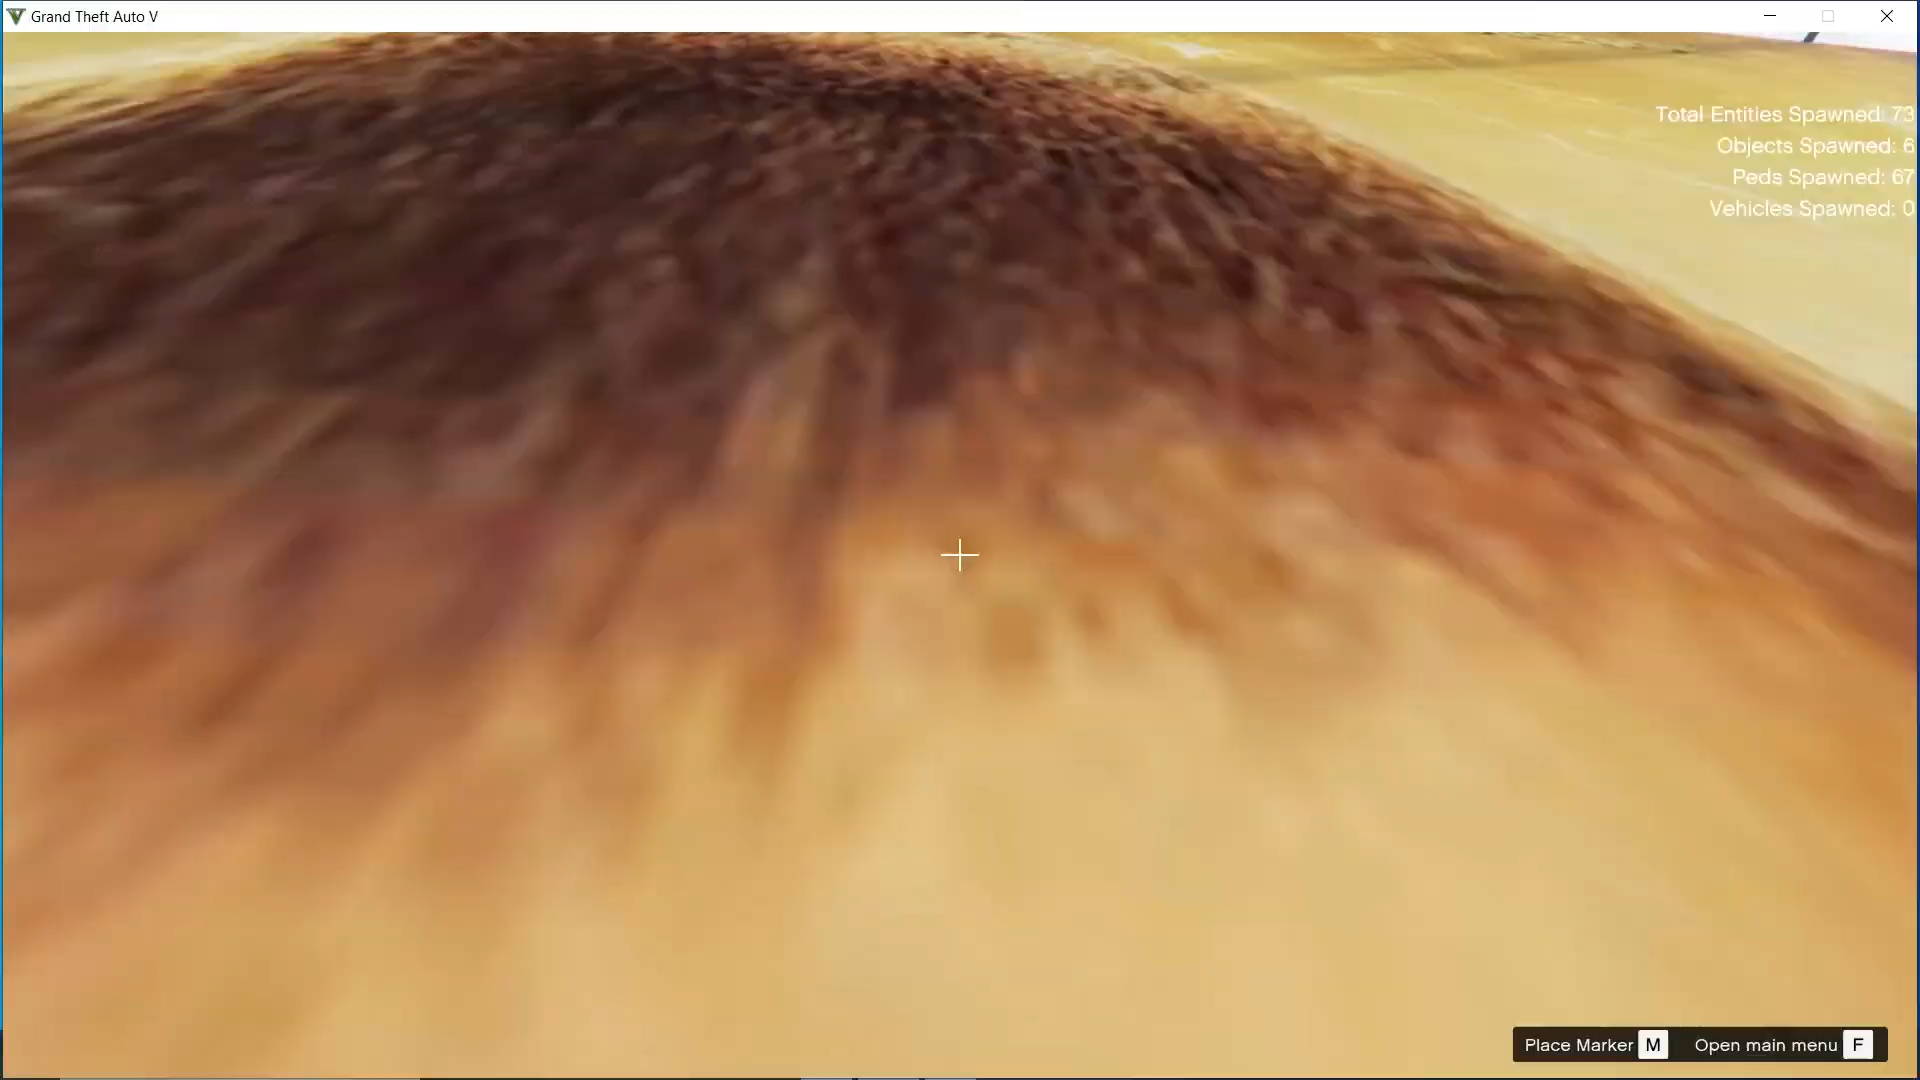 Grand Theft Auto V
Total Entities Spawned: 73
Objects Spawned: 6
Peds Spawned: 67
Vehicles Spawned: 0
Place Marker M Open main menu F